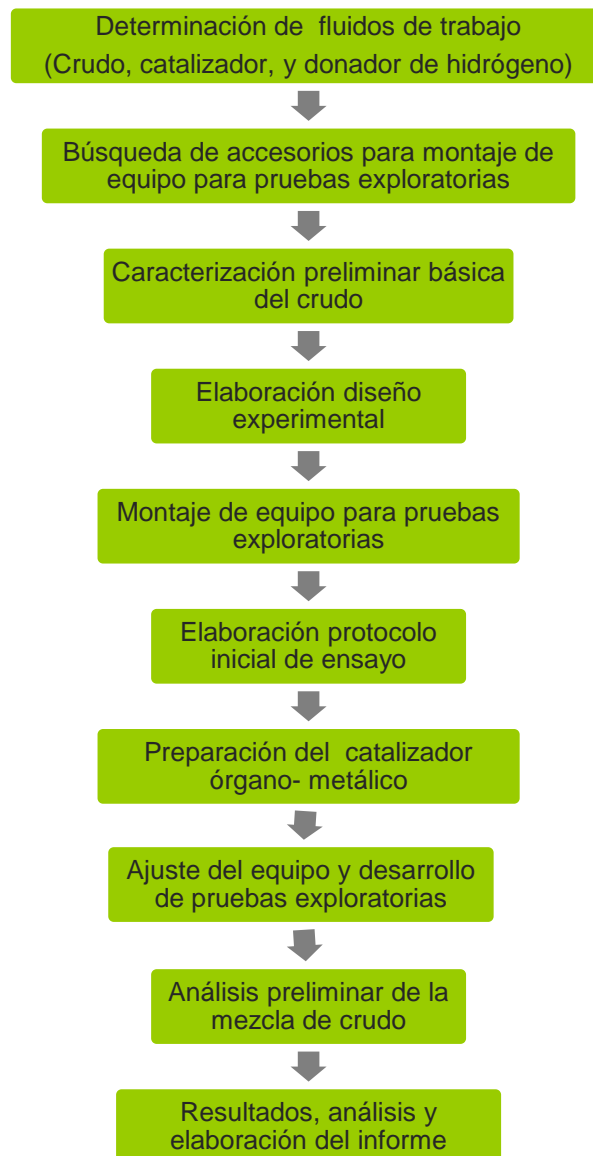 Determinación de fluidos de trabajo
(Crudo, catalizador, y donador de hidrógeno)
Búsqueda de accesorios para montaje de
equipo para pruebas exploratorias
Caracterización preliminar básica
del crudo
Elaboración diseño
experimental
Montaje de equipo para pruebas
exploratorias
Elaboración protocolo
inicial de ensayo
Preparación del catalizador
órgano- metálico
Ajuste del equipo y desarrollo
de pruebas exploratorias
Análisis preliminar de la
mezcla de crudo
Resultados, análisis y
elaboración del informe